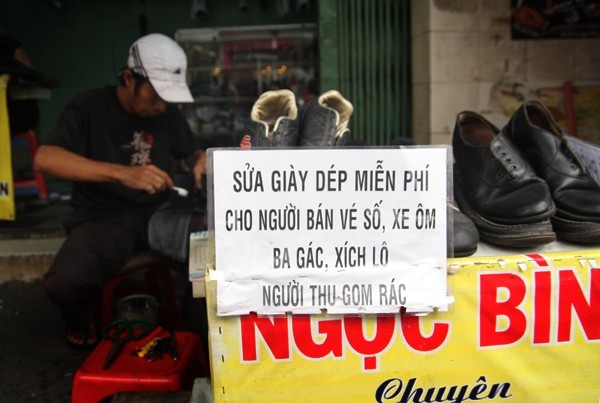 SỬA GIÀY DÉP MIỄN PHÍ
CHO NGƯỜI BÁN VÉ SỐ, XE ÔM
BA GÁC, XÍCH LÔ
NGƯỜI THU GOM RÁC
NGỌC BÌN
Chuyên